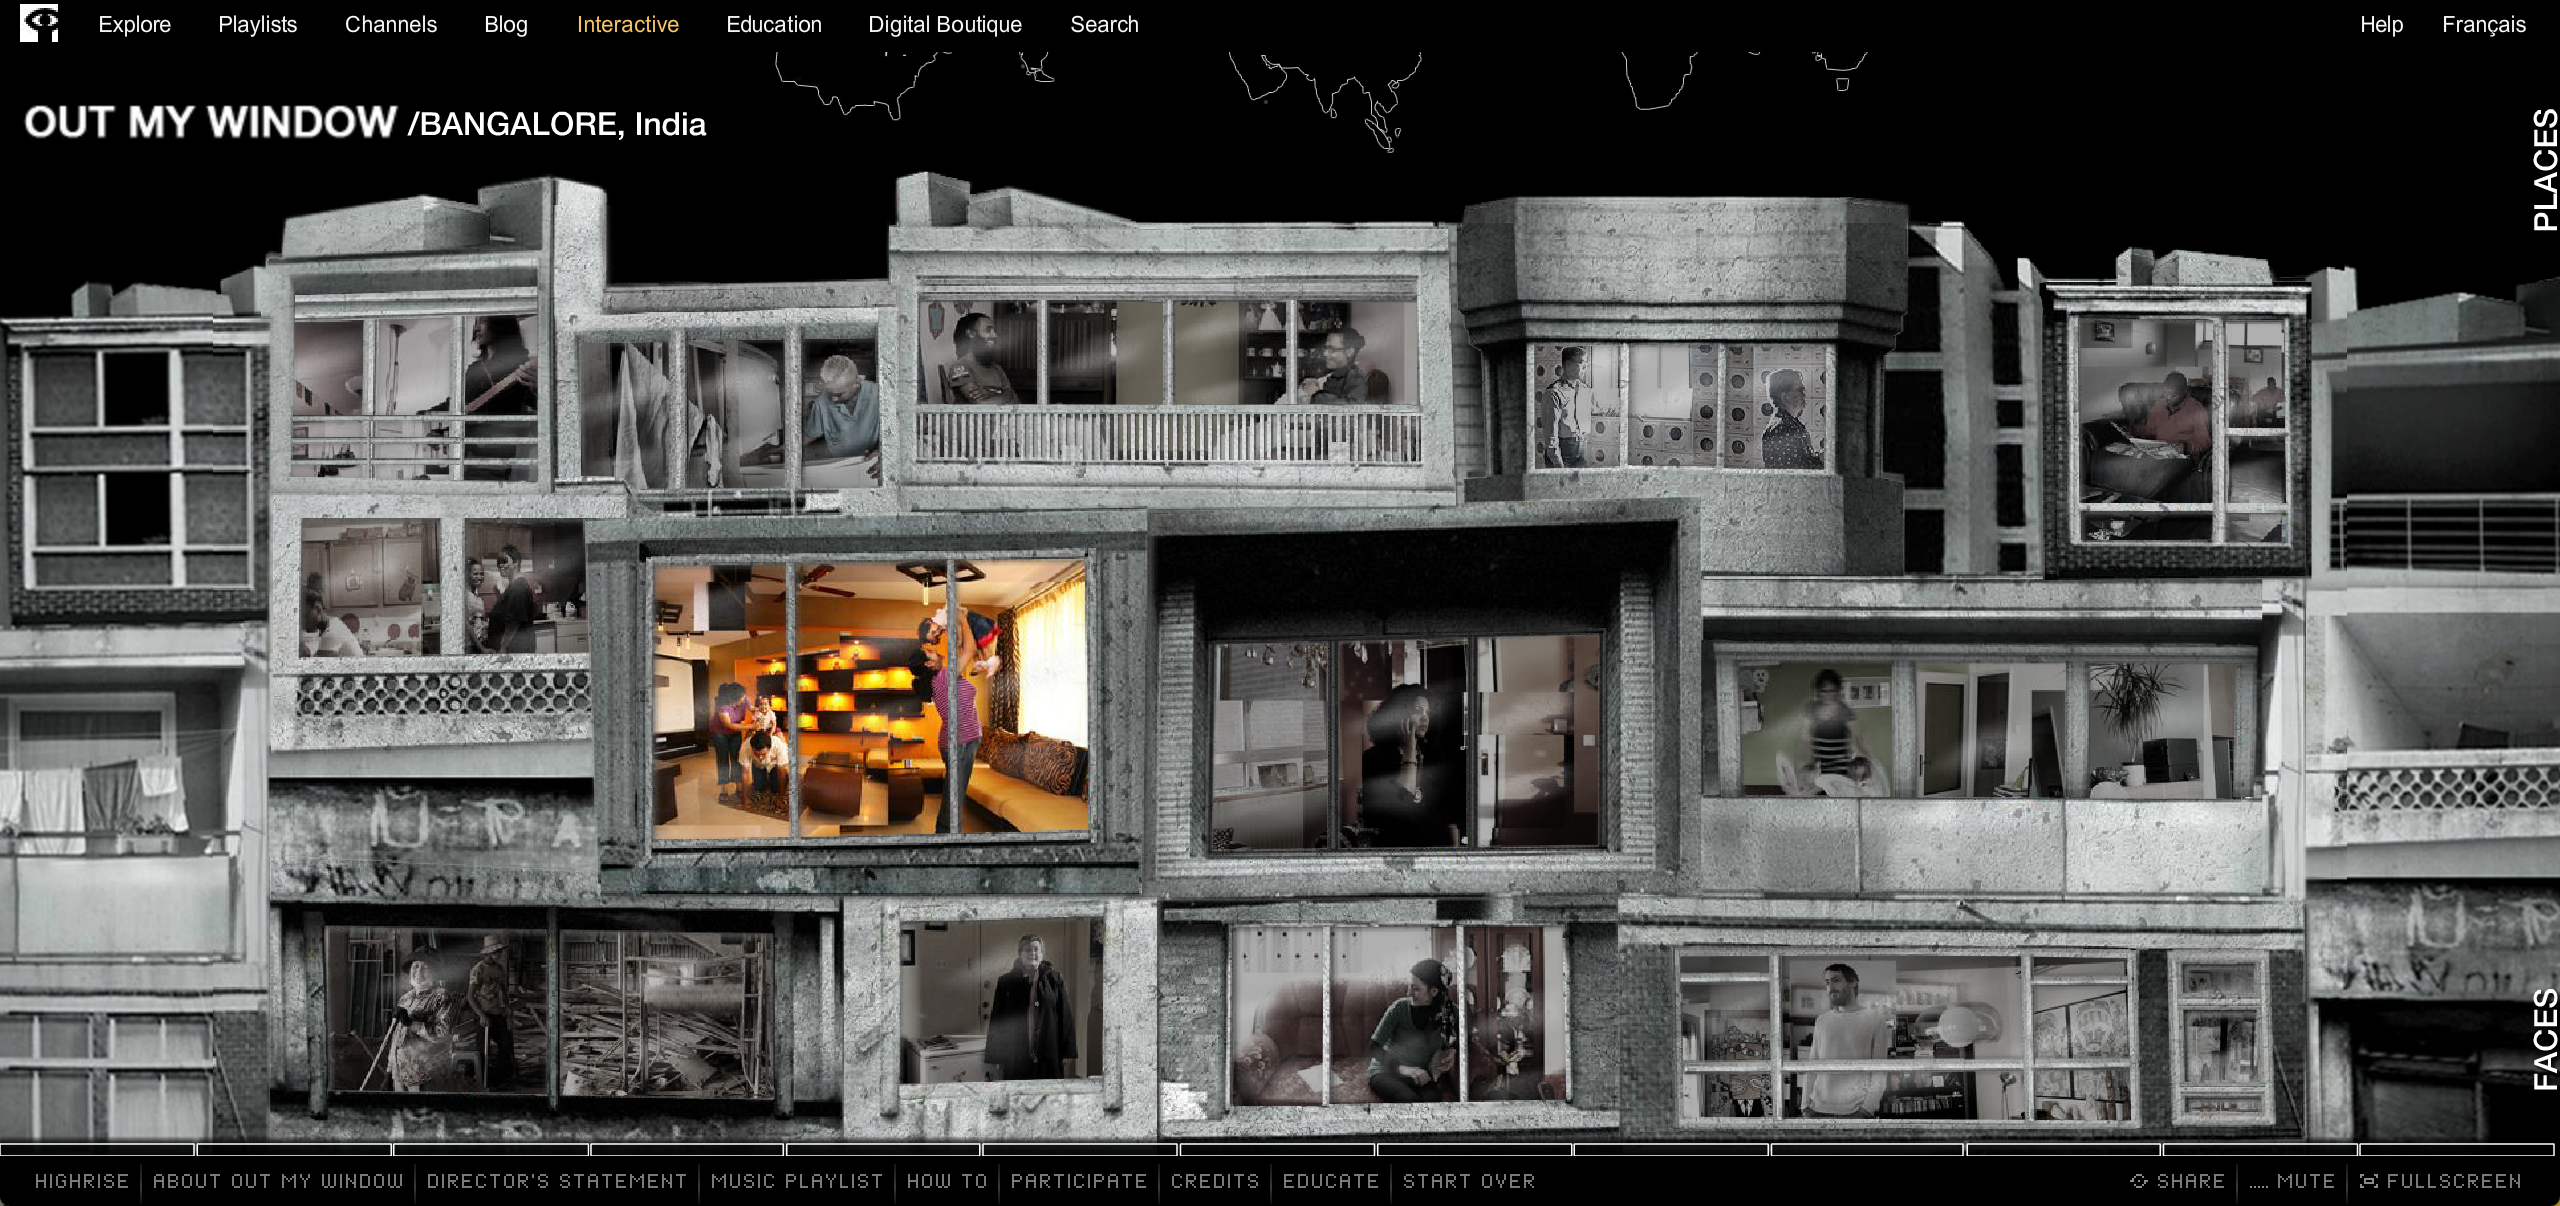 Explore Playlists Channels Blog Interactive Education Digital Boutique Search Help Français
OUT MY WINDOW /BANGALORE, India
PLACES
FACES
HIGHRISE ABOUT OUT MY WINDOW DIRECTOR'S STATEMENT MUSIC PLAYLIST HOW TO PARTICIPATE CREDITS EDUCATE START OVER SHARE MUTE FULLSCREEN